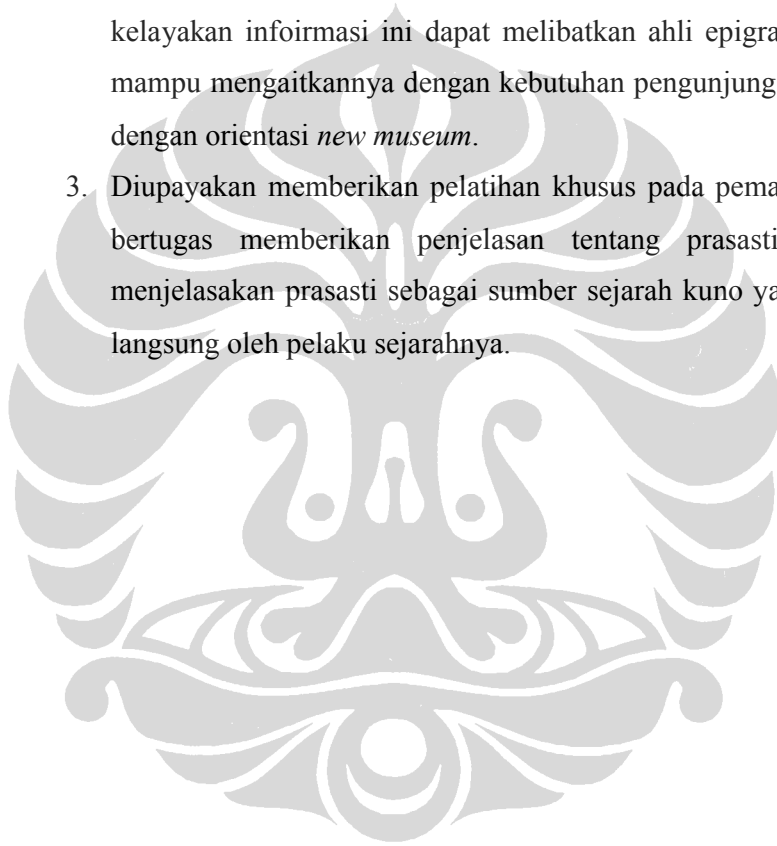 kelayakan infoirmasi ini dapat melibatkan ahli epigra
mampu mengaitkannya dengan kebutuhan pengunjung
dengan orientasi new museum.
3. Diupayakan memberikan pelatihan khusus pada pema
bertugas memberikan penjelasan tentang prasasti
menjelasakan prasasti sebagai sumber sejarah kuno ya
langsung oleh pelaku sejarahnya.